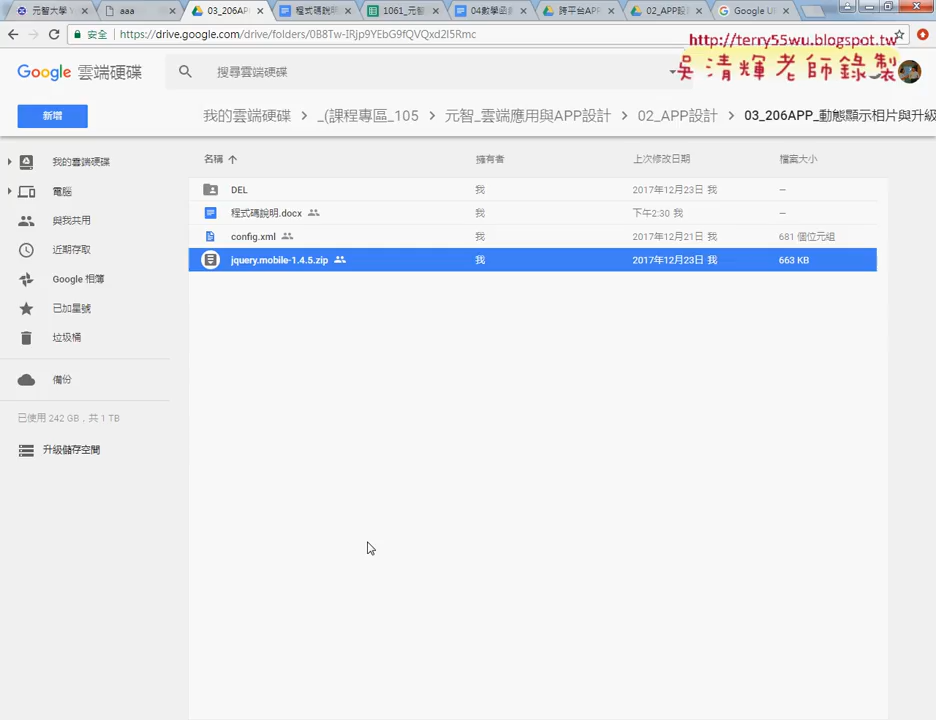 元智大學
aaa
03_206AP
程式碼說明
1061_元智
04數學函
跨平台APP
02_APP設
Google U
安全
https://drive.google.com/drive/folders/0B8Tw-IRjp9YEbG9fQVQxd2l5Rmc
http://terry55wu.blogspot.tw
吳清輝老師錄製
Google 雲端硬碟
搜尋雲端硬碟
新增
我的雲端硬碟 > _(課程專區_105 > 元智_雲端應用與APP設計 > 02_APP設計 > 03_206APP_動態顯示相片與升級
名稱 擁有者 上次修改日期 檔案大小
DEL 我 2017年12月23日 我 –
程式碼說明.docx 我 下午2:30 我 –
config.xml 我 2017年12月21日 我 681 個位元組
jquery.mobile-1.4.5.zip 我 2017年12月23日 我 663 KB
我的雲端硬碟
電腦
與我共用
近期存取
Google 相簿
已加星號
垃圾桶
備份
已使用 242 GB，共 1 TB
升級儲存空間